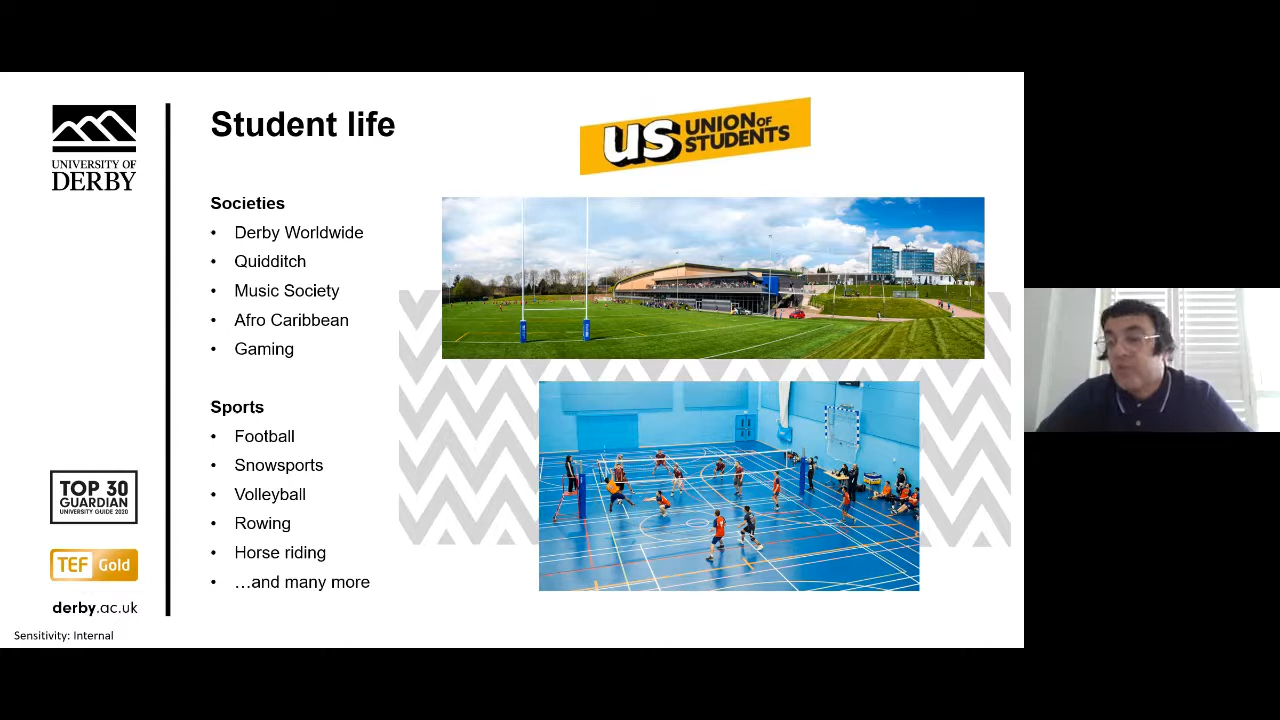 UNIVERSITY OF
DERBY
Student life
US UNION OF
STUDENTS
Societies
• Derby Worldwide
• Quidditch
• Music Society
• Afro Caribbean
• Gaming
Sports
• Football
• Snowsports
• Volleyball
• Rowing
• Horse riding
• …and many more
TOP 30
GUARDIAN
UNIVERSITY GUIDE 2020
TEF Gold
derby.ac.uk
Sensitivity: Internal